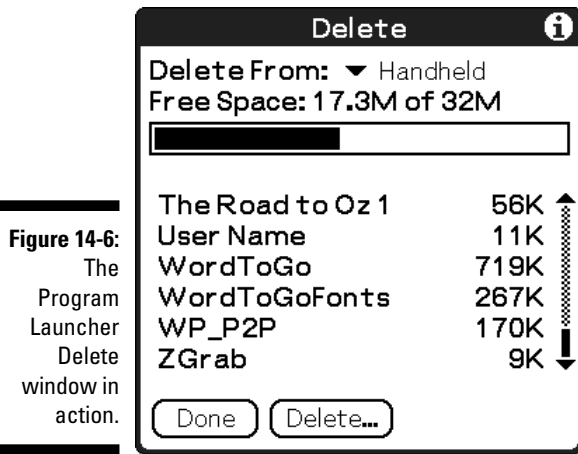 Delete
Delete From: Handheld
Free Space: 17.3M of 32M
The Road to Oz 1 56K
User Name 11K
WordToGo 719K
WordToGoFonts 267K
WP_P2P 170K
ZGrab 9K
Done Delete...
Figure 14-6:
The
Program
Launcher
Delete
window in
action.